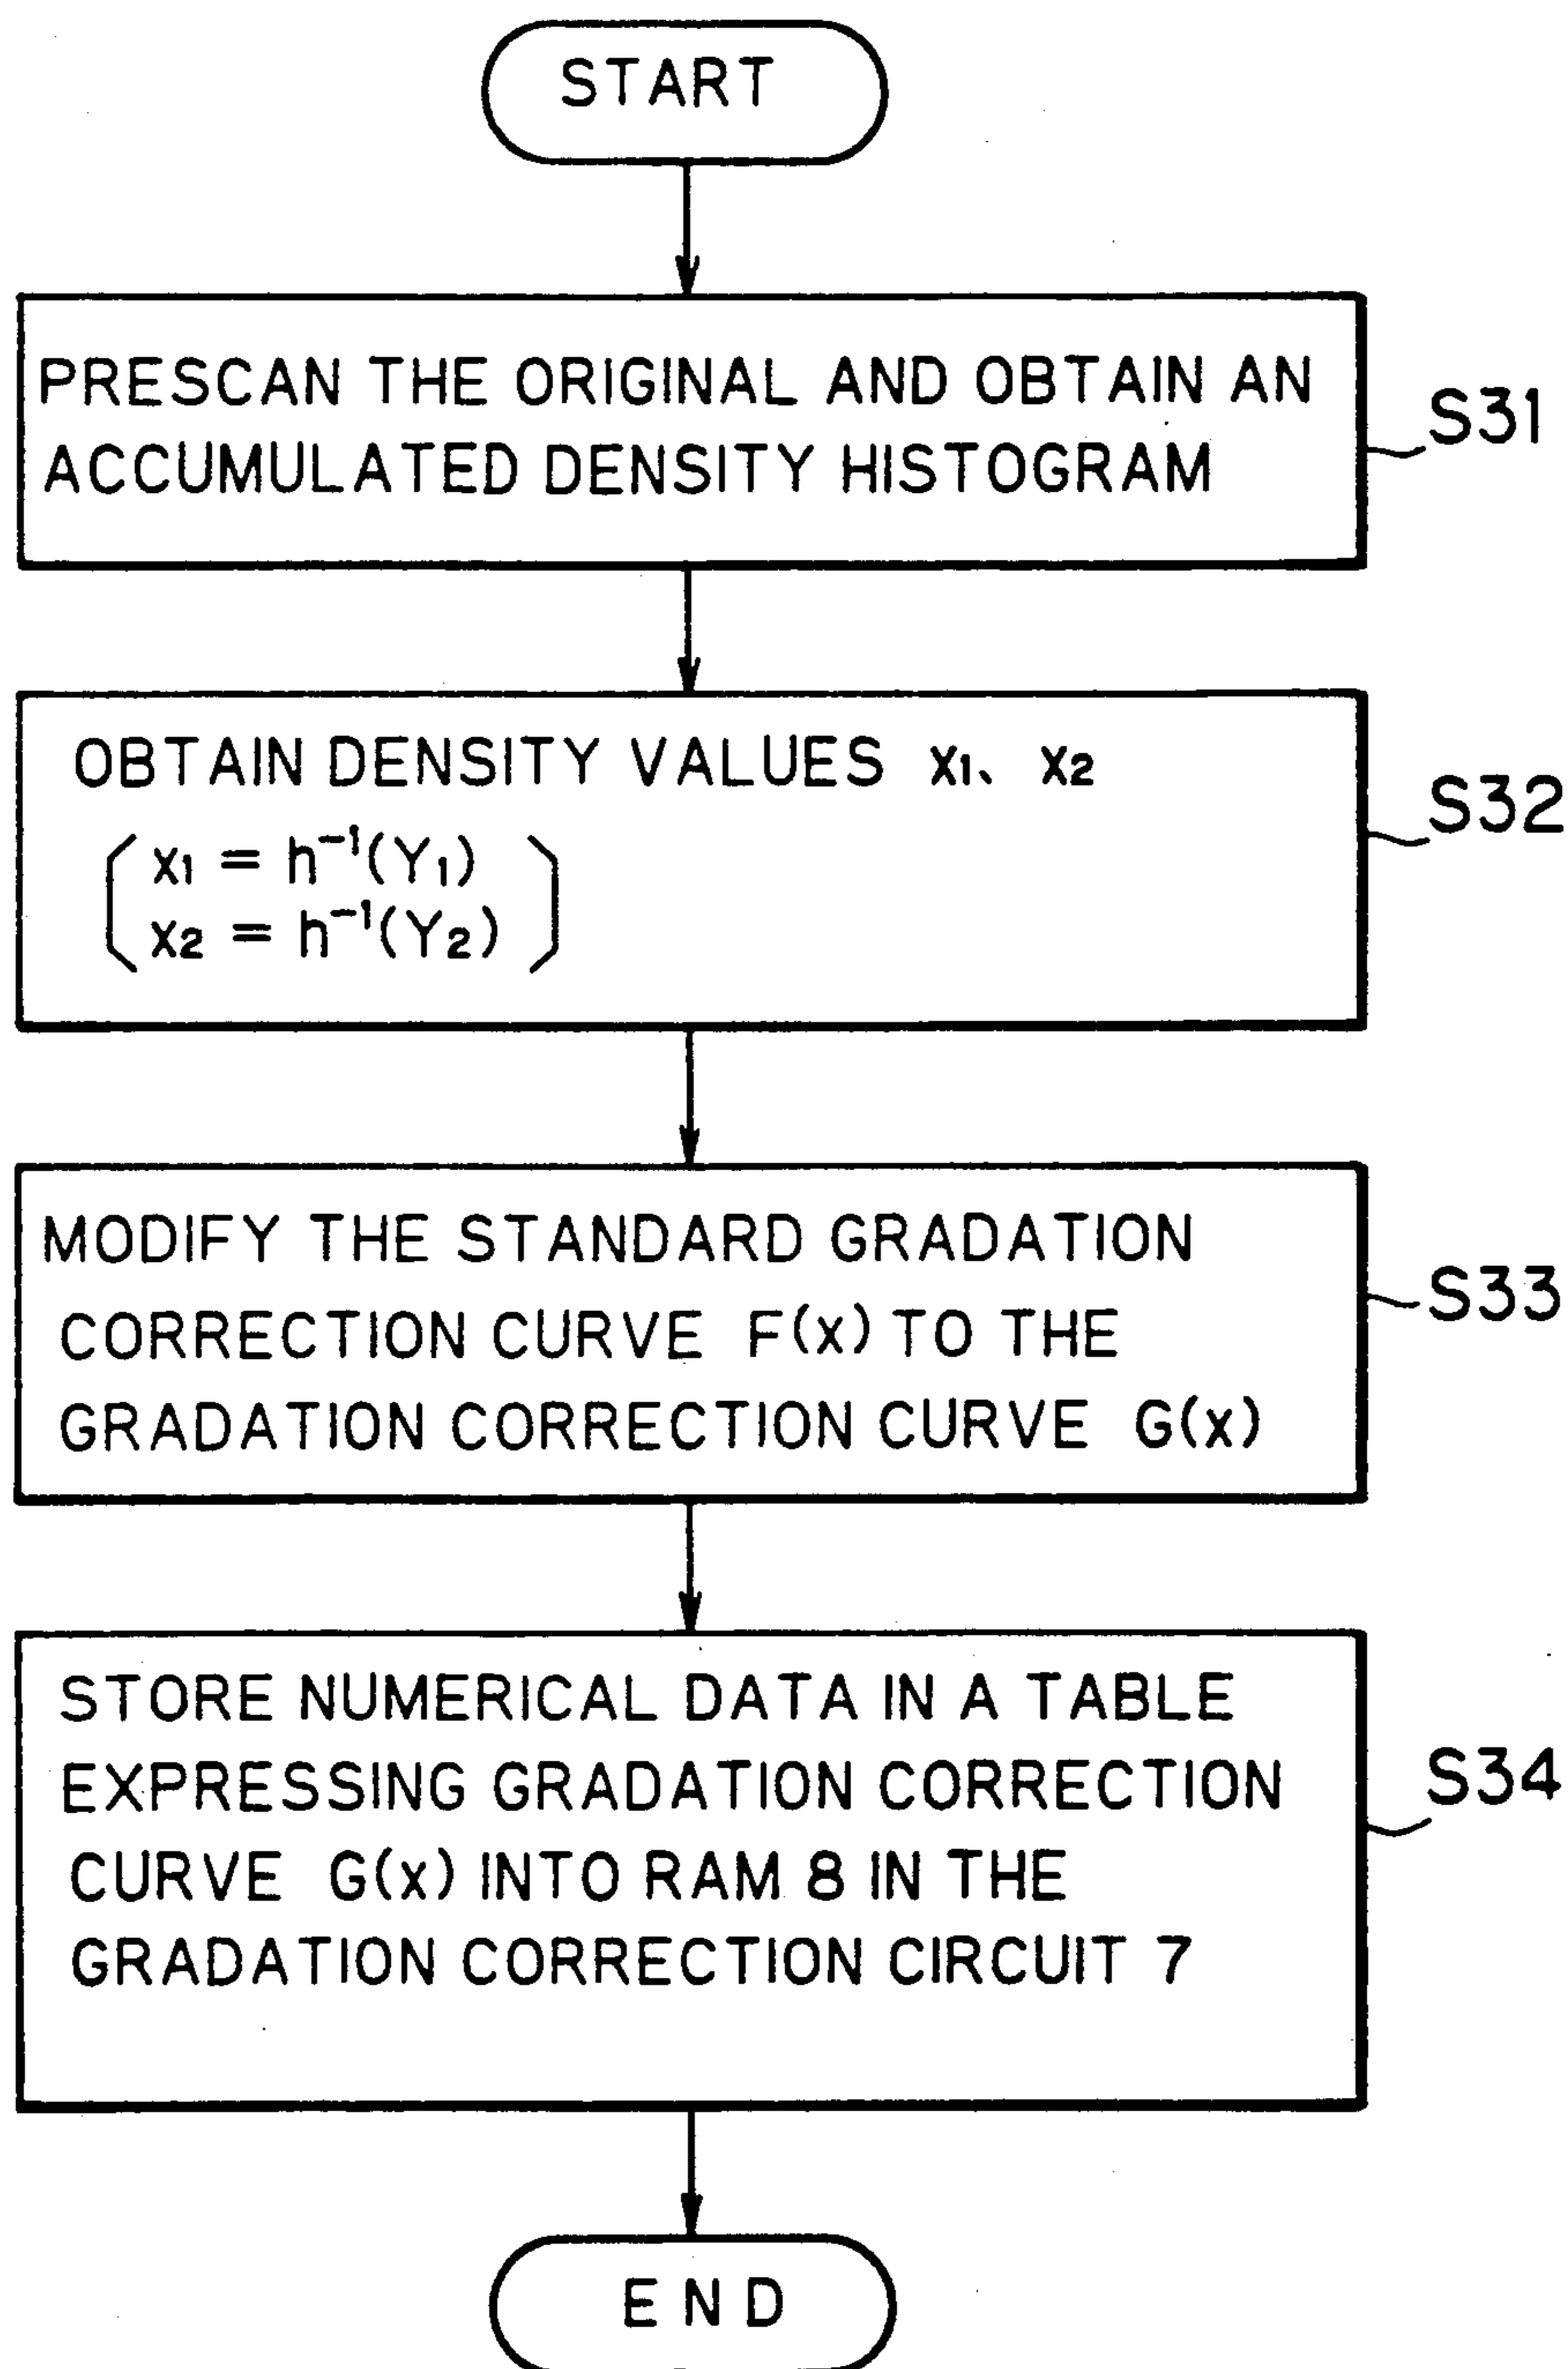 START
PRESCAN THE ORIGINAL AND OBTAIN AN
ACCUMULATED DENSITY HISTOGRAM
S31
OBTAIN DENSITY VALUES x₁、 x₂
x₁ = h⁻¹(Y₁)
x₂ = h⁻¹(Y₂)
S32
MODIFY THE STANDARD GRADATION
CORRECTION CURVE F(x) TO THE
GRADATION CORRECTION CURVE G(x)
S33
STORE NUMERICAL DATA IN A TABLE
EXPRESSING GRADATION CORRECTION
CURVE G(x) INTO RAM 8 IN THE
GRADATION CORRECTION CIRCUIT 7
S34
END